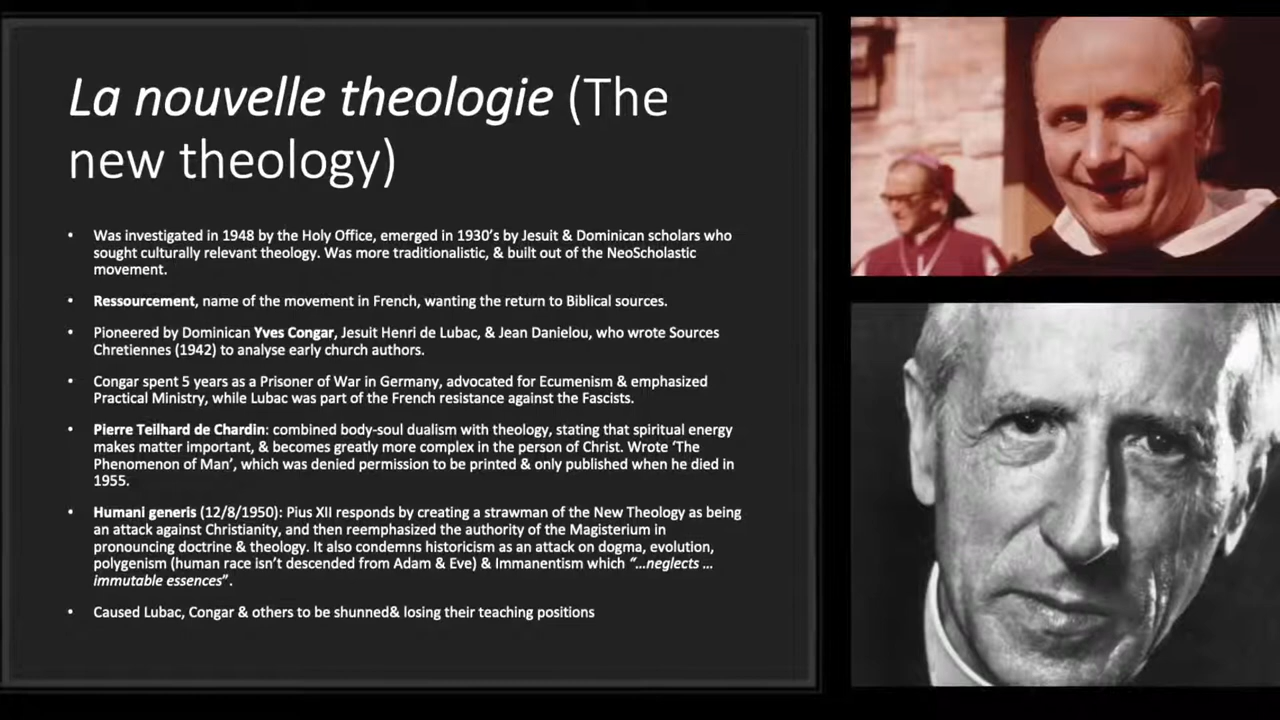 La nouvelle theologie (The
new theology)
• Was investigated in 1948 by the Holy Office, emerged in 1930's by Jesuit & Dominican scholars who
sought culturally relevant theology. Was more traditionalistic, & built out of the NeoScholastic
movement.
• Ressourcement, name of the movement in French, wanting the return to Biblical sources.
• Pioneered by Dominican Yves Congar, Jesuit Henri de Lubac, & Jean Danielou, who wrote Sources
Chretiennes (1942) to analyse early church authors.
• Congar spent 5 years as a Prisoner of War in Germany, advocated for Ecumenism & emphasized
Practical Ministry, while Lubac was part of the French resistance against the Fascists.
• Pierre Teilhard de Chardin: combined body-soul dualism with theology, stating that spiritual energy
makes matter important, & becomes greatly more complex in the person of Christ. Wrote ‘The
Phenomenon of Man’, which was denied permission to be printed & only published when he died in
1955.
• Humani generis (12/8/1950): Pius XII responds by creating a strawman of the New Theology as being
an attack against Christianity, and then reemphasized the authority of the Magisterium in
pronouncing doctrine & theology. It also condemns historicism as an attack on dogma, evolution,
polygenism (human race isn’t descended from Adam & Eve) & Immanentism which “…neglects …
immutable essences”.
• Caused Lubac, Congar & others to be shunned& losing their teaching positions